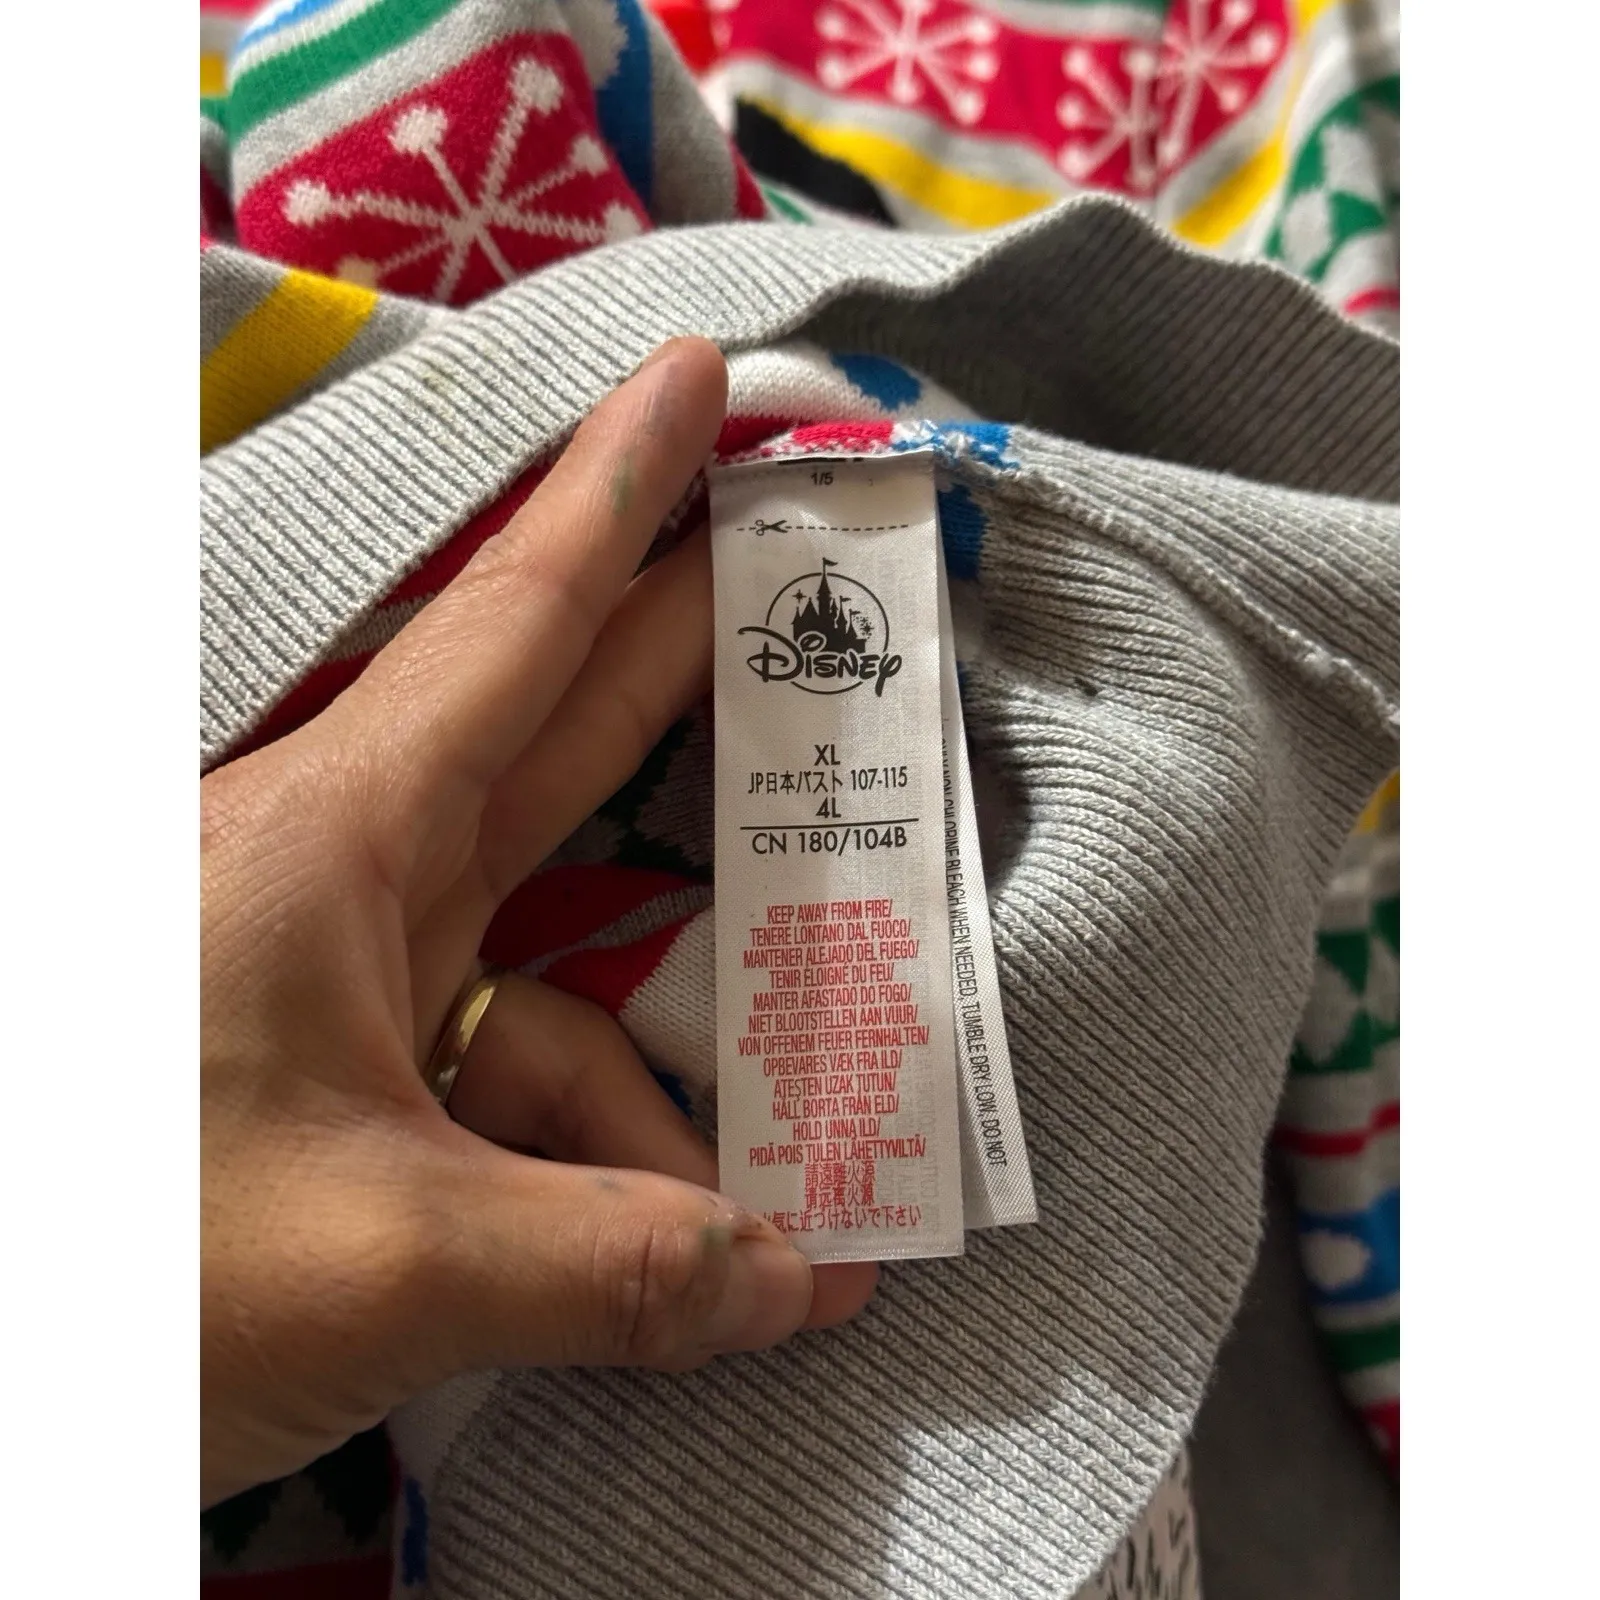 1/5
Disney
XL
JP日本バスト 107-115
4L
CN 180/104B
KEEP AWAY FROM FIRE/
TENERE LONTANO DAL FUOCO/
MANTENER ALEJADO DEL FUEGO/
TENIR ÉLOIGNÉ DU FEU/
MANTER AFASTADO DO FOGO/
NIET BLOOTSTELLEN AAN VUUR/
VON OFFENEM FEUER FERNHALTEN/
OPBEVARES VÆK FRA ILD/
ATEŞTEN UZAK TUTUN/
HÅLL BORTA FRÅN ELD/
HOLD UNNA ILD/
PIDÄ POIS TULEN LÄHETTYVILTÄ/
請遠離火源
请远离火源
気に近づけないで下さい
NON CHLORINE BLEACH WHEN NEEDED. TUMBLE DRY LOW. DO NOT